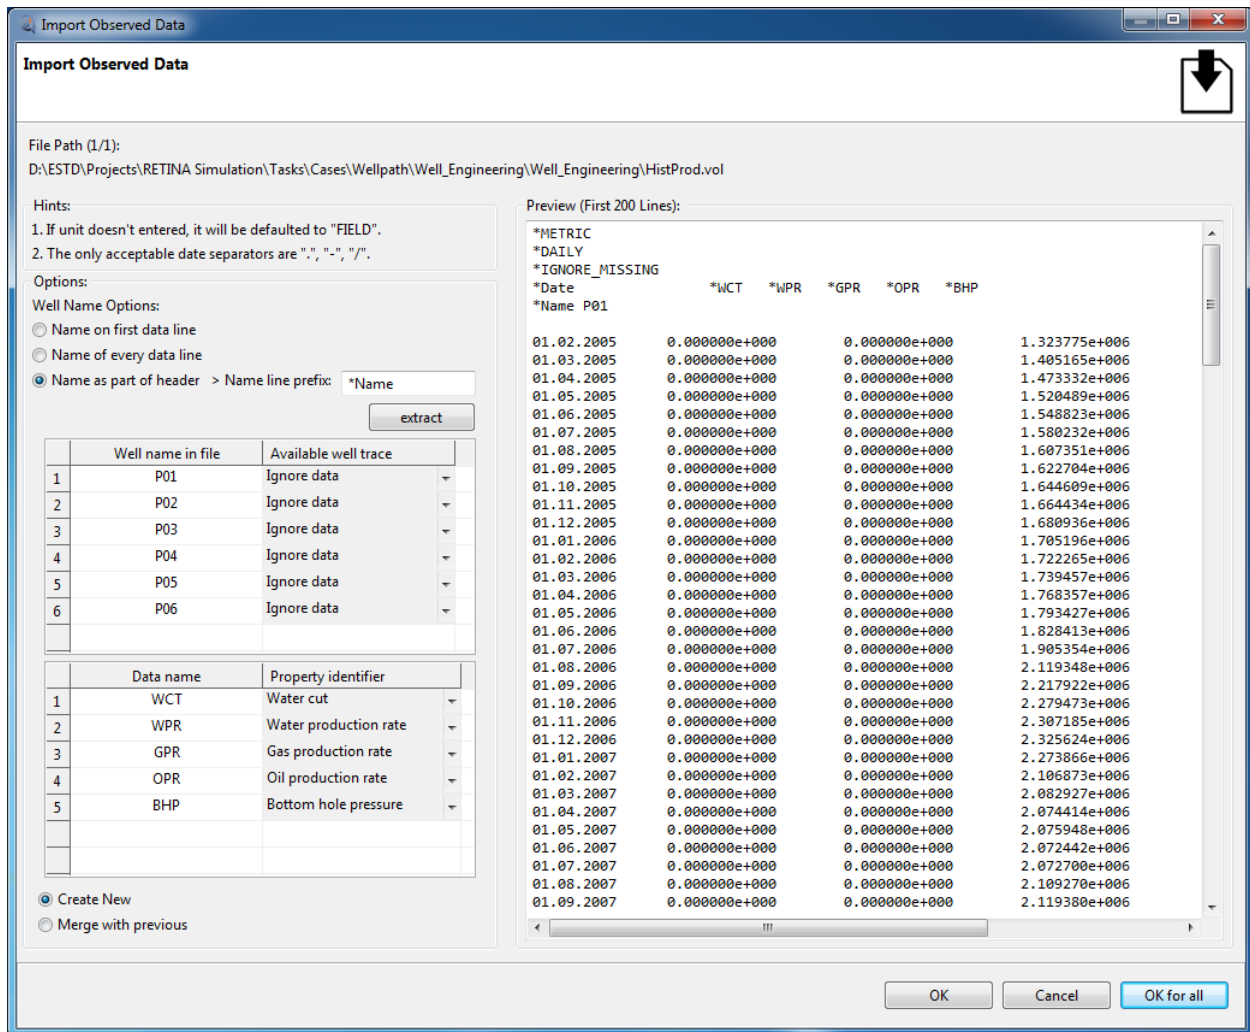 Import Observed Data
Import Observed Data
File Path (1/1):
D:\ESTD\Projects\RETINA Simulation\Tasks\Cases\Wellpath\Well_Engineering\Well_Engineering\HistProd.vol
Hints:
1. If unit doesn't entered, it will be defaulted to "FIELD".
2. The only acceptable date separators are ".", "-", "/".
Options:
Well Name Options:
Name on first data line
Name of every data line
Name as part of header > Name line prefix: *Name
extract
Well name in file Available well trace
1 P01 Ignore data
2 P02 Ignore data
3 P03 Ignore data
4 P04 Ignore data
5 P05 Ignore data
6 P06 Ignore data
Data name Property identifier
1 WCT Water cut
2 WPR Water production rate
3 GPR Gas production rate
4 OPR Oil production rate
5 BHP Bottom hole pressure
Create New
Merge with previous
Preview (First 200 Lines):
*METRIC
*DAILY
*IGNORE_MISSING
*Date *WCT *WPR *GPR *OPR *BHP
*Name P01
01.02.2005 0.000000e+000 0.000000e+000 1.323775e+006
01.03.2005 0.000000e+000 0.000000e+000 1.405165e+006
01.04.2005 0.000000e+000 0.000000e+000 1.473332e+006
01.05.2005 0.000000e+000 0.000000e+000 1.520489e+006
01.06.2005 0.000000e+000 0.000000e+000 1.548823e+006
01.07.2005 0.000000e+000 0.000000e+000 1.580232e+006
01.08.2005 0.000000e+000 0.000000e+000 1.607351e+006
01.09.2005 0.000000e+000 0.000000e+000 1.622704e+006
01.10.2005 0.000000e+000 0.000000e+000 1.644609e+006
01.11.2005 0.000000e+000 0.000000e+000 1.664434e+006
01.12.2005 0.000000e+000 0.000000e+000 1.680936e+006
01.01.2006 0.000000e+000 0.000000e+000 1.705196e+006
01.02.2006 0.000000e+000 0.000000e+000 1.722265e+006
01.03.2006 0.000000e+000 0.000000e+000 1.739457e+006
01.04.2006 0.000000e+000 0.000000e+000 1.768357e+006
01.05.2006 0.000000e+000 0.000000e+000 1.793427e+006
01.06.2006 0.000000e+000 0.000000e+000 1.828413e+006
01.07.2006 0.000000e+000 0.000000e+000 1.905354e+006
01.08.2006 0.000000e+000 0.000000e+000 2.119348e+006
01.09.2006 0.000000e+000 0.000000e+000 2.217922e+006
01.10.2006 0.000000e+000 0.000000e+000 2.279473e+006
01.11.2006 0.000000e+000 0.000000e+000 2.307185e+006
01.12.2006 0.000000e+000 0.000000e+000 2.325624e+006
01.01.2007 0.000000e+000 0.000000e+000 2.273866e+006
01.02.2007 0.000000e+000 0.000000e+000 2.106873e+006
01.03.2007 0.000000e+000 0.000000e+000 2.082927e+006
01.04.2007 0.000000e+000 0.000000e+000 2.074414e+006
01.05.2007 0.000000e+000 0.000000e+000 2.075948e+006
01.06.2007 0.000000e+000 0.000000e+000 2.072442e+006
01.07.2007 0.000000e+000 0.000000e+000 2.072700e+006
01.08.2007 0.000000e+000 0.000000e+000 2.109270e+006
01.09.2007 0.000000e+000 0.000000e+000 2.119380e+006
OK Cancel OK for all